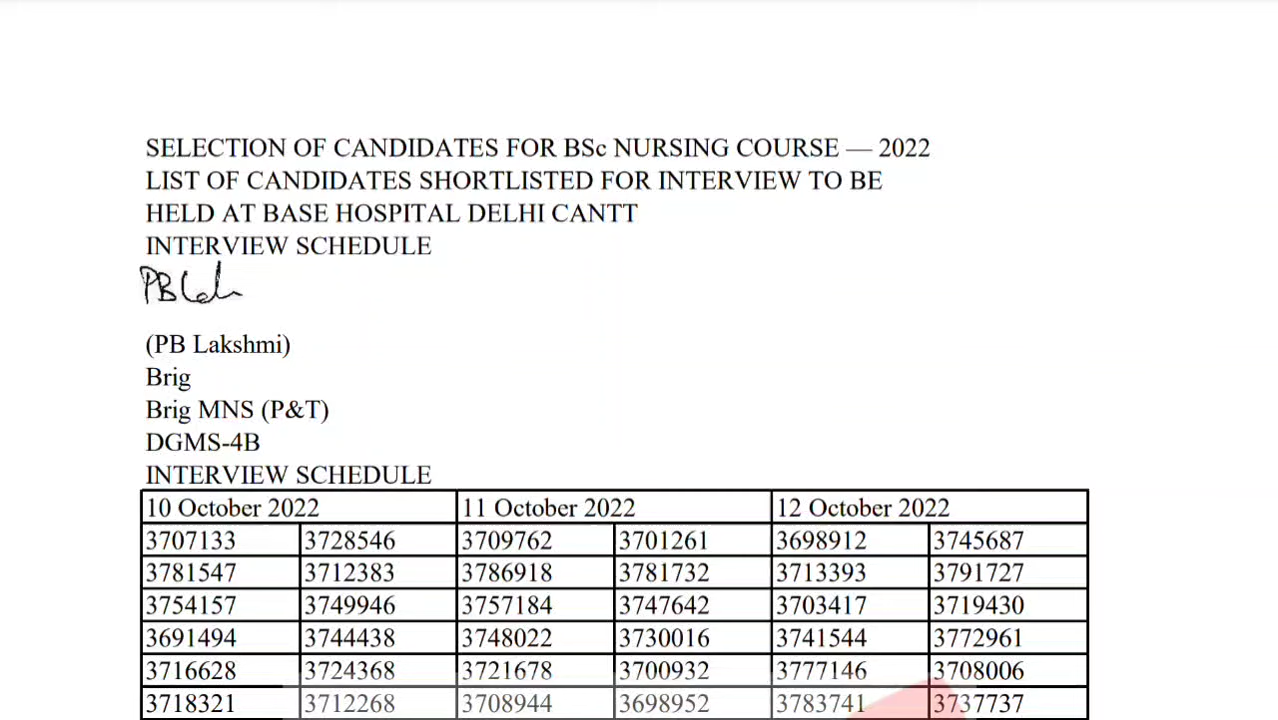 SELECTION OF CANDIDATES FOR BSc NURSING COURSE — 2022
LIST OF CANDIDATES SHORTLISTED FOR INTERVIEW TO BE
HELD AT BASE HOSPITAL DELHI CANTT
INTERVIEW SCHEDULE
(PB Lakshmi)
Brig
Brig MNS (P&T)
DGMS-4B
INTERVIEW SCHEDULE
10 October 2022 11 October 2022 12 October 2022
3707133 3728546 3709762 3701261 3698912 3745687
3781547 3712383 3786918 3781732 3713393 3791727
3754157 3749946 3757184 3747642 3703417 3719430
3691494 3744438 3748022 3730016 3741544 3772961
3716628 3724368 3721678 3700932 3777146 3708006
3718321 3712268 3708944 3698952 3783741 3737737